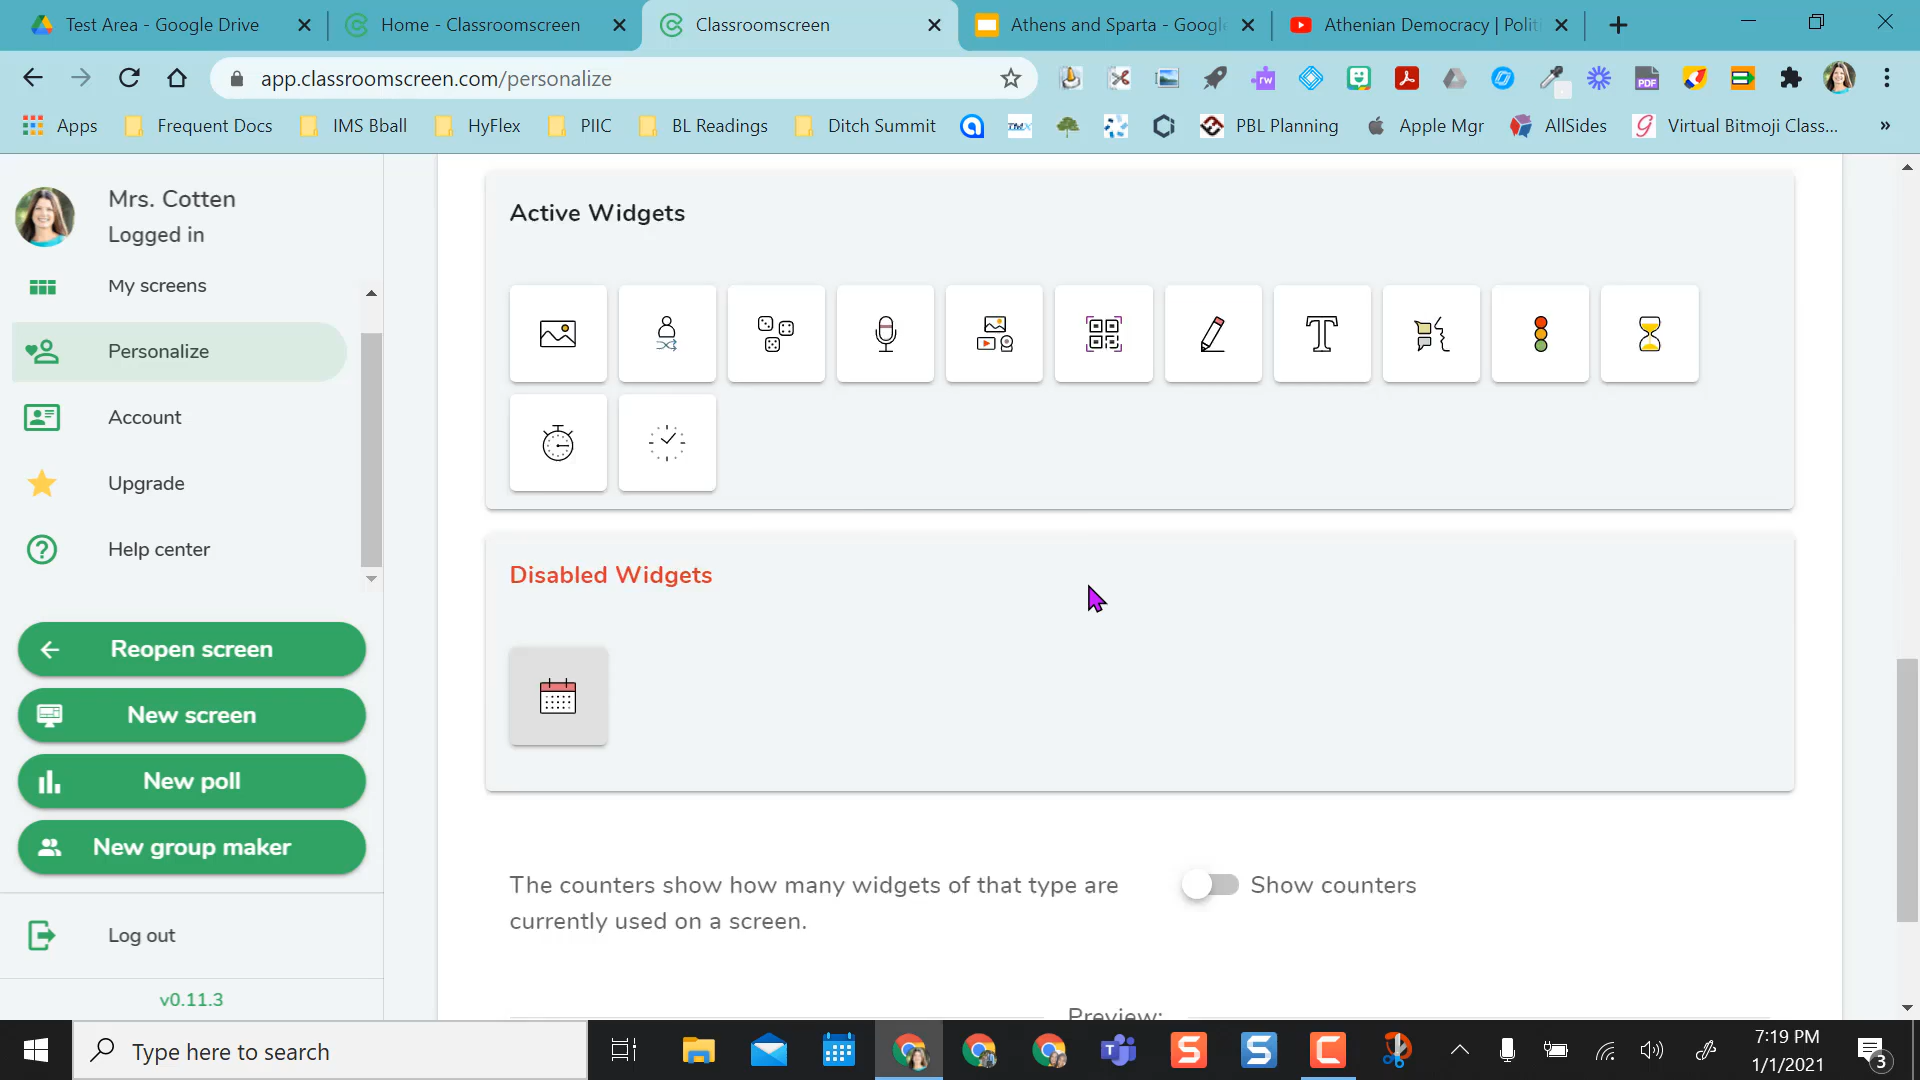 Test Area - Google Drive
Home - Classroomscreen
Classroomscreen
Athens and Sparta - Google
Athenian Democracy | Polit
app.classroomscreen.com/personalize
Apps
Frequent Docs
IMS Bball
HyFlex
PIIC
BL Readings
Ditch Summit
PBL Planning
Apple Mgr
AllSides
Virtual Bitmoji Class...
»
Mrs. Cotten
Logged in
My screens
Personalize
Account
Upgrade
Help center
Reopen screen
New screen
New poll
New group maker
Log out
v0.11.3
Active Widgets
Disabled Widgets
The counters show how many widgets of that type are
currently used on a screen.
Show counters
Preview:
Type here to search
7:19 PM
1/1/2021
3